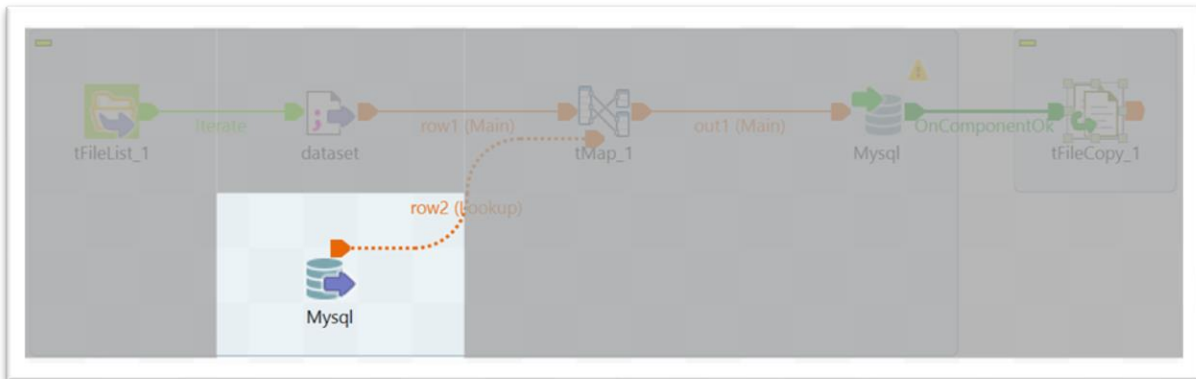 Iterate
row1 (Main)
out1 (Main)
OnComponentOk
tFileList_1
dataset
tMap_1
Mysql
tFileCopy_1
row2 (Lookup)
Mysql